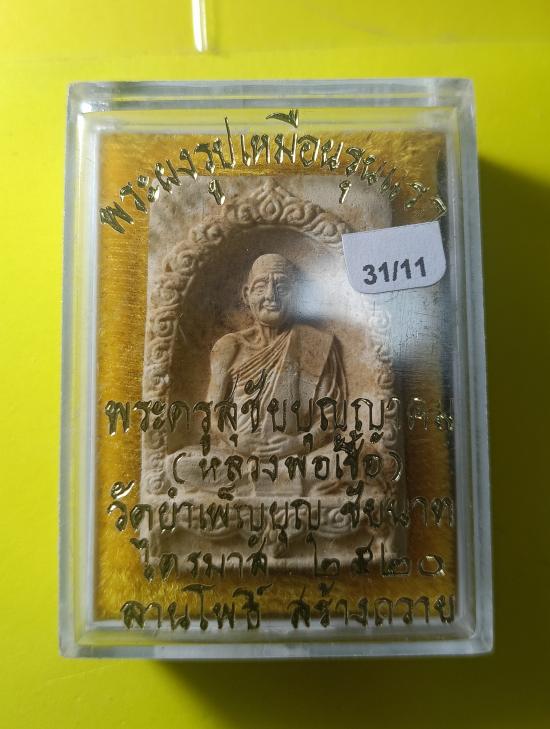 พระผงรูปเหมือนรุ่นแรก
31/11
พระครูสุชัยบุญญาคม
(หลวงพ่อเชื้อ)
วัดใหม่บำเพ็ญบุญ ชัยนาท
ไตรมาส ๒๕๒๐
ลานโพธิ์ สร้างถวาย